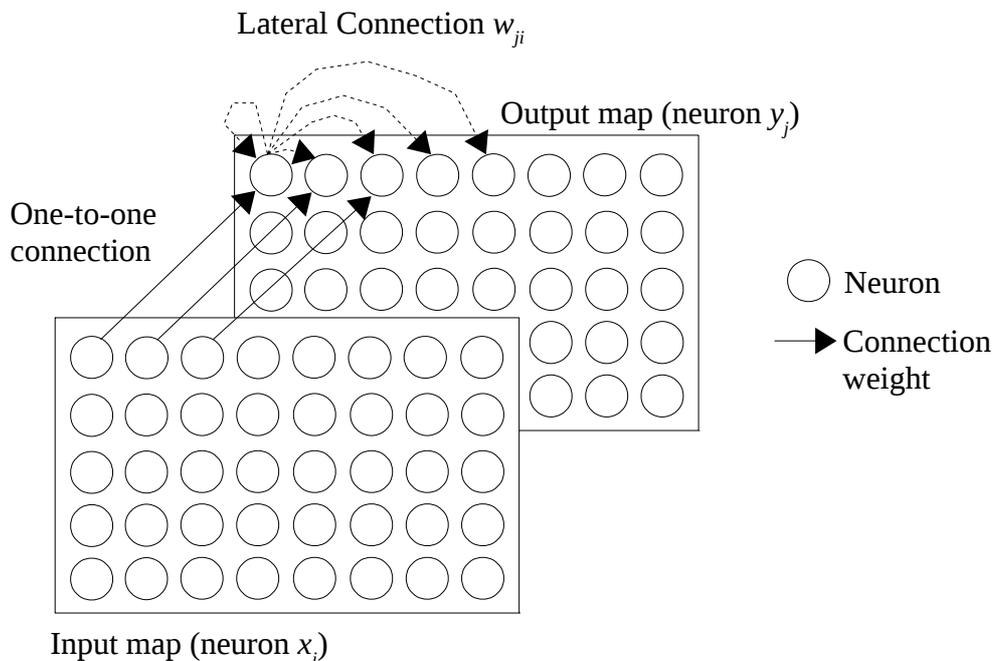 Lateral Connection w_ji
Output map (neuron y_j)
One-to-one
connection
Neuron
Connection
weight
Input map (neuron x_i)